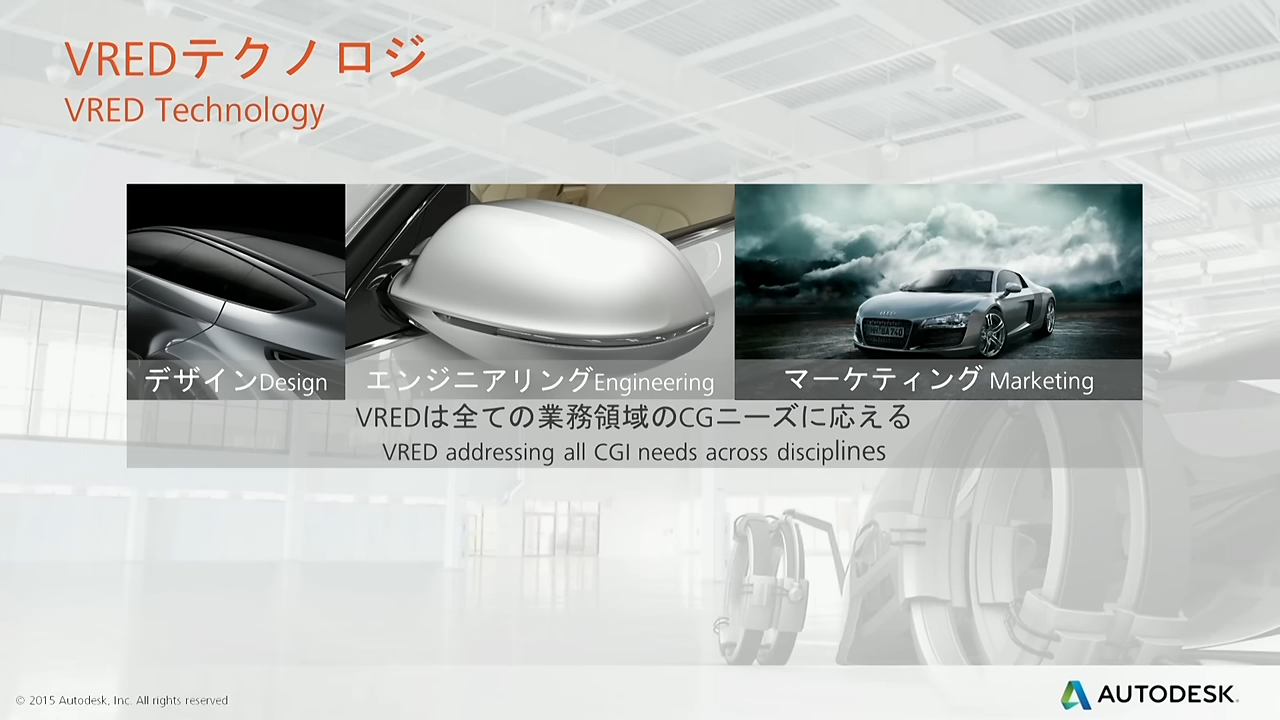 VREDテクノロジ
VRED Technology
デザインDesign
エンジニアリングEngineering
マーケティング Marketing
VREDは全ての業務領域のCGニーズに応える
VRED addressing all CGI needs across disciplines
© 2015 Autodesk, Inc. All rights reserved
AUTODESK.